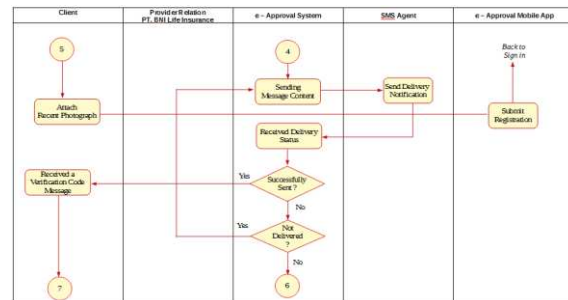 Client
Provider Relation
PT. BNI Life Insurance
e – Approval System
SMS Agent
e – Approval Mobile App
5
4
Back to
Sign in
Sending
Message Content
Send Delivery
Notification
Attach
Recent Photograph
Submit
Registration
Received Delivery
Status
Received a
Verification Code
Message
Yes
Successfully
Sent ?
No
Yes
Not
Delivered
?
No
7
6